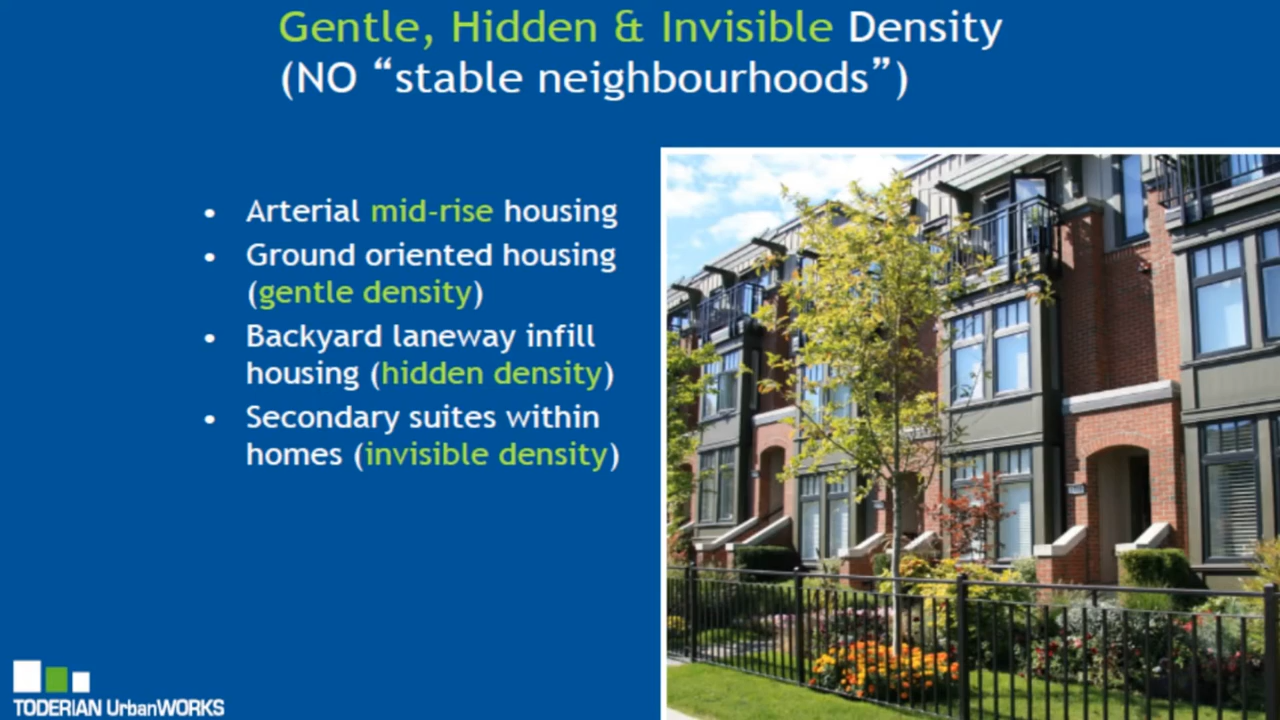 Gentle, Hidden & Invisible Density
(NO “stable neighbourhoods”)
• Arterial mid-rise housing
• Ground oriented housing
(gentle density)
• Backyard laneway infill
housing (hidden density)
• Secondary suites within
homes (invisible density)
TODERIAN UrbanWORKS